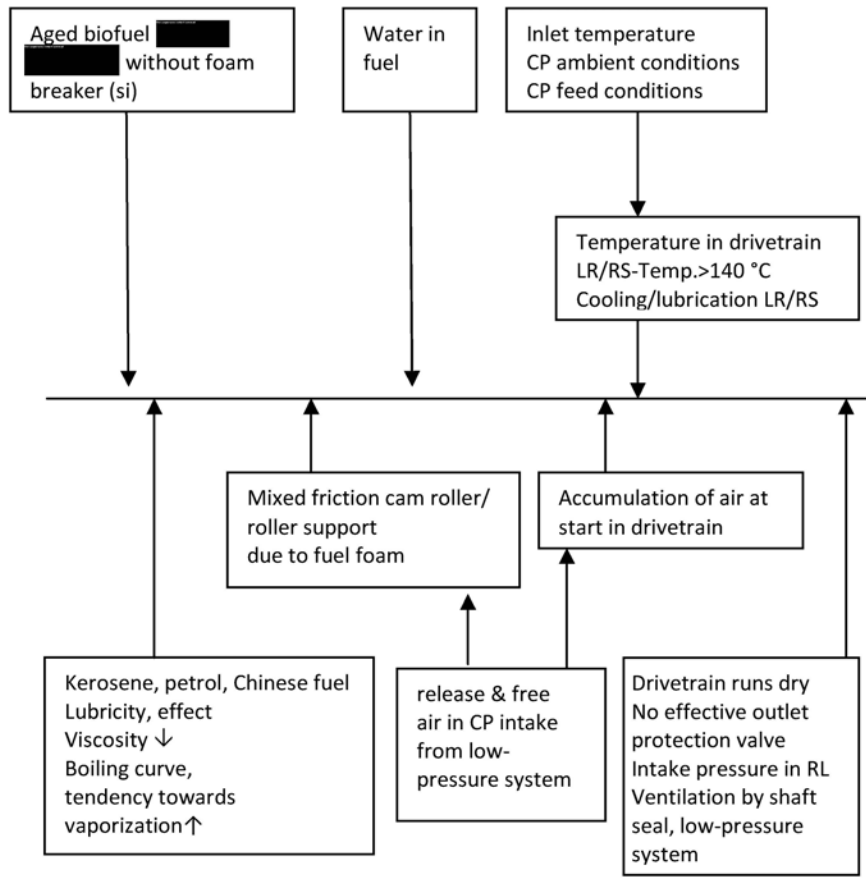 Aged biofuel
without foam
breaker (si)
Water in
fuel
Inlet temperature
CP ambient conditions
CP feed conditions
Temperature in drivetrain
LR/RS-Temp.>140 °C
Cooling/lubrication LR/RS
Mixed friction cam roller/
roller support
due to fuel foam
Accumulation of air at
start in drivetrain
Kerosene, petrol, Chinese fuel
Lubricity, effect
Viscosity ↓
Boiling curve,
tendency towards
vaporization↑
release & free
air in CP intake
from low-
pressure system
Drivetrain runs dry
No effective outlet
protection valve
Intake pressure in RL
Ventilation by shaft
seal, low-pressure
system